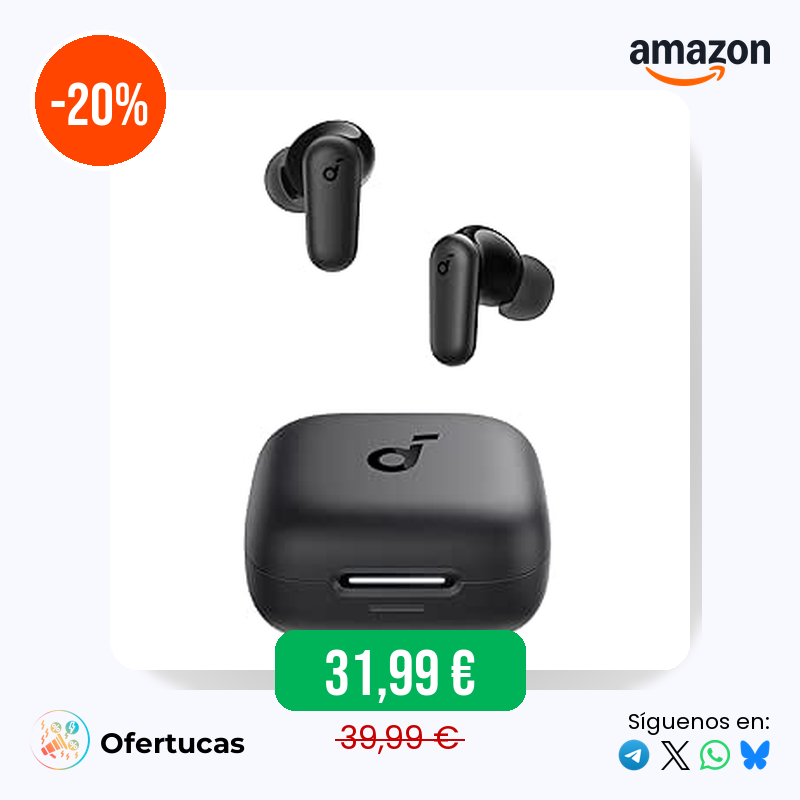 -20%
amazon
31,99 €
39,99 €
Ofertucas
Síguenos en: